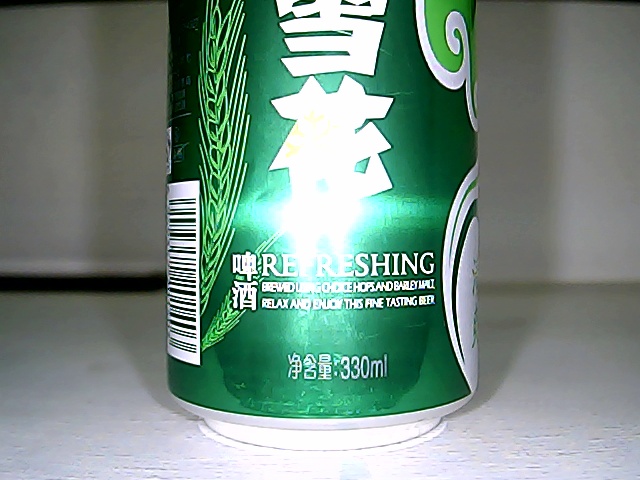 雪花
啤酒
REFRESHING
BREWED USING CHOICE HOPS AND BARLEY MALT,
RELAX AND ENJOY THIS FINE TASTING BEER
净含量:330ml